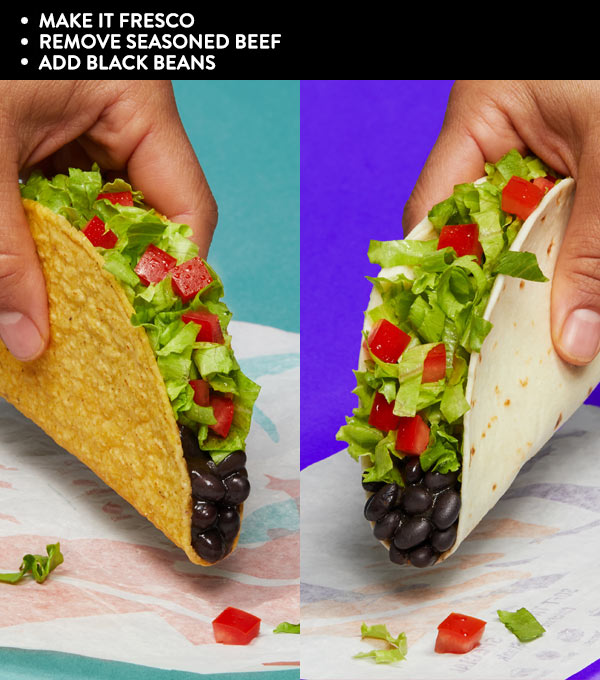 • MAKE IT FRESCO
• REMOVE SEASONED BEEF
• ADD BLACK BEANS